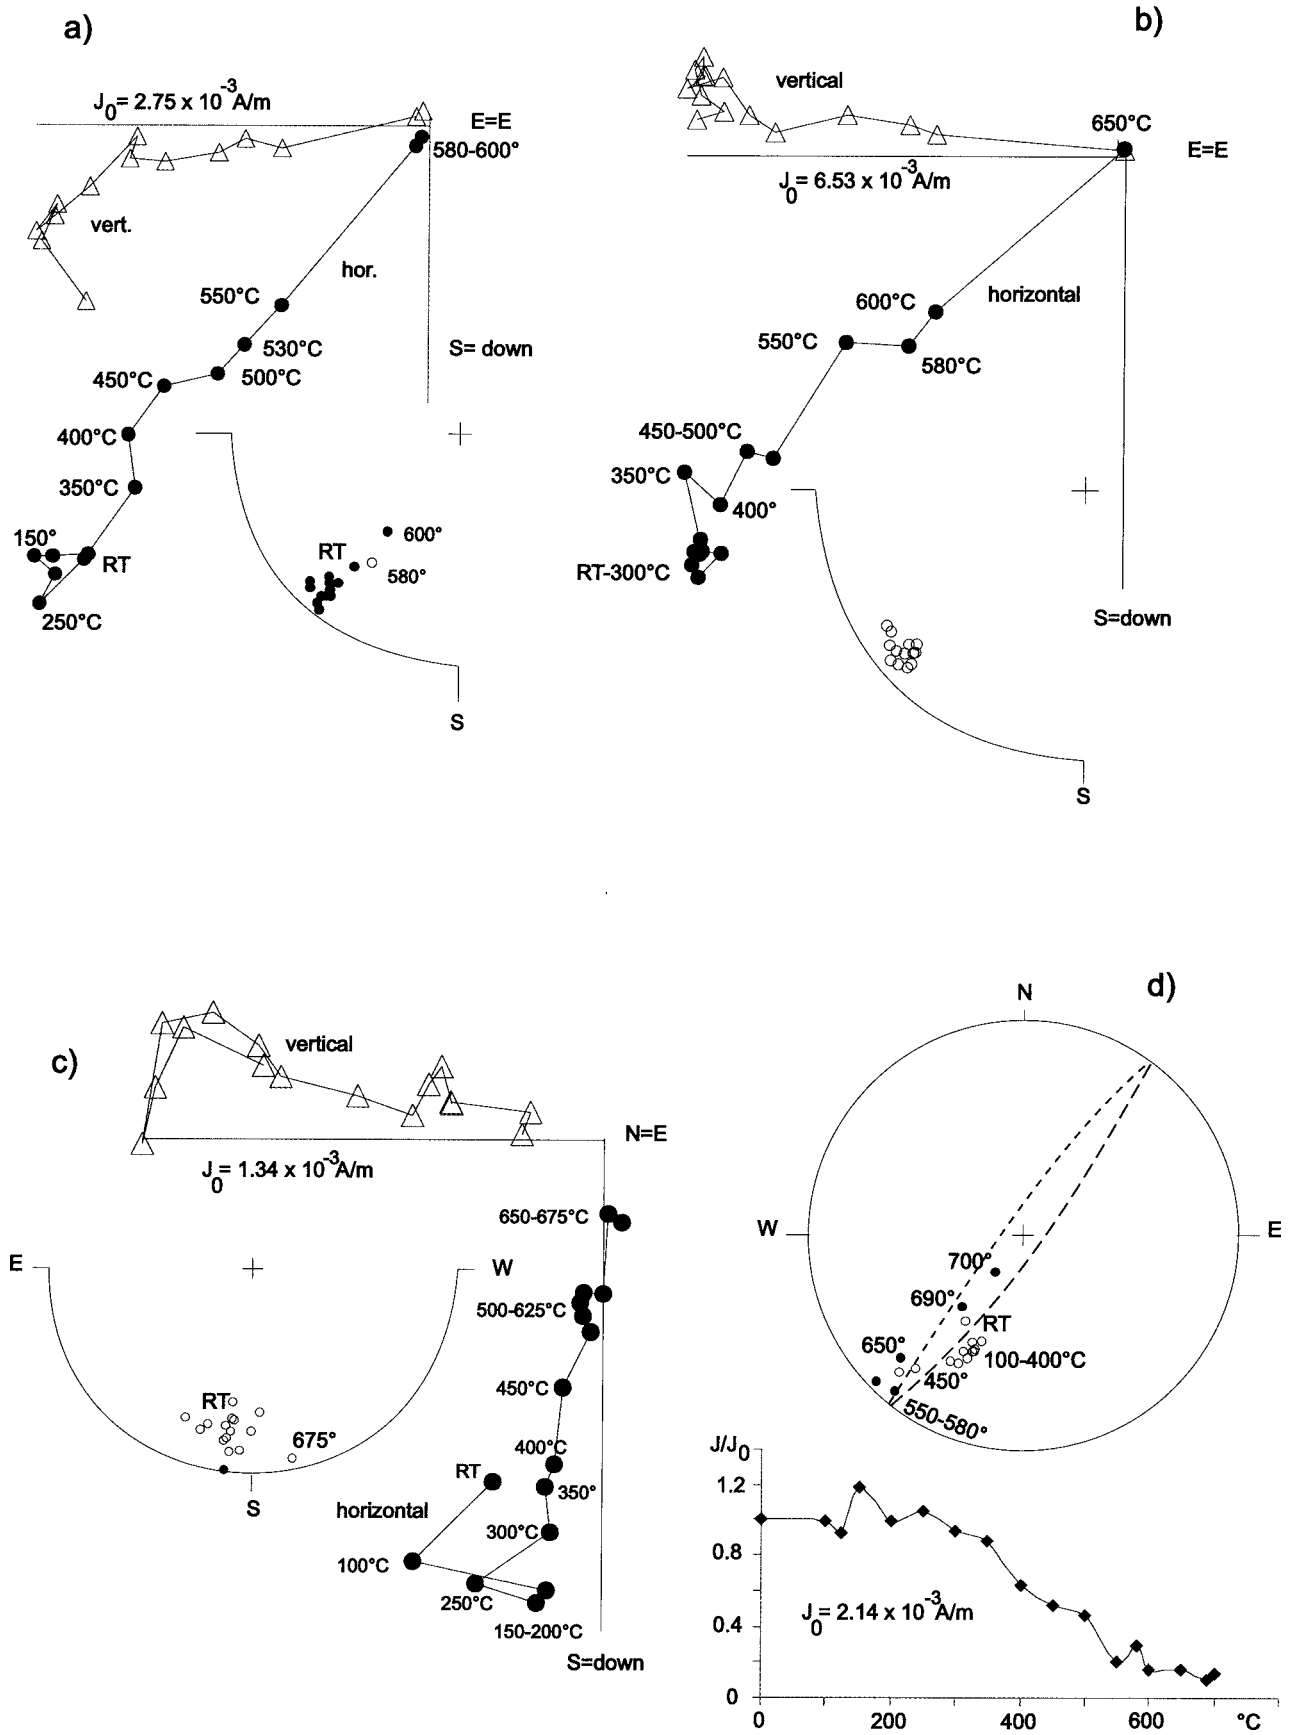 a)
J0= 2.75 x 10-3A/m
E=E
580-600°
vert.
hor.
550°C
530°C
S= down
450°C
500°C
400°C
350°C
150°
RT
250°C
RT
600°
580°
S
b)
vertical
650°C
E=E
J0= 6.53 x 10-3A/m
600°C
horizontal
550°C
580°C
450-500°C
350°C
400°
RT-300°C
S=down
S
c)
vertical
N=E
J0= 1.34 x 10-3A/m
650-675°C
E
W
500-625°C
450°C
RT
675°
400°C
RT
350°
S
horizontal
300°C
100°C
250°C
150-200°C
S=down
d)
N
W
E
700°
690°
RT
650°
100-400°C
450°
550-580°
J/J0
1.2
0.8
J0= 2.14 x 10-3A/m
0.4
0
0
200
400
600
°C